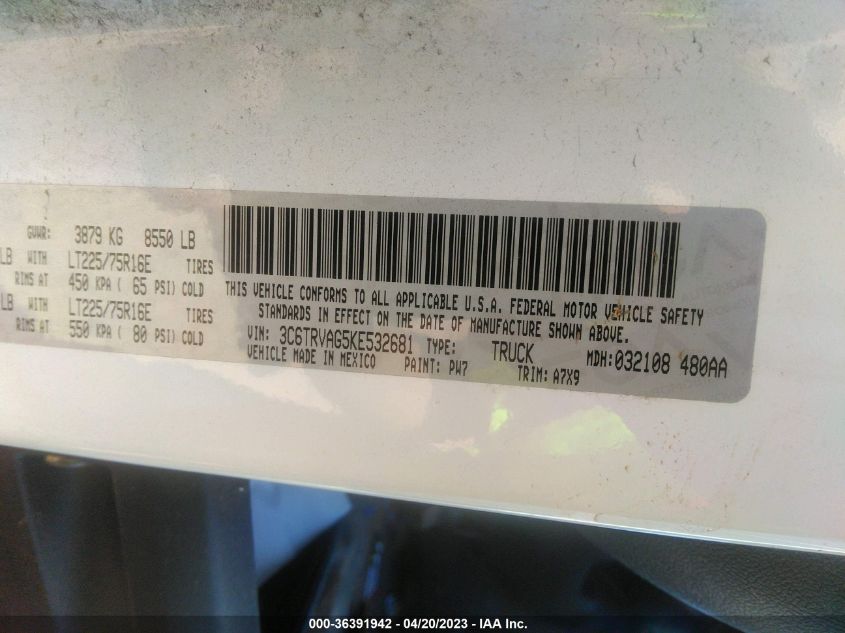 GVWR: 3879 KG 8550 LB
LB WITH LT225/75R16E TIRES
RIMS AT 450 KPA ( 65 PSI) COLD
LB WITH LT225/75R16E TIRES
RIMS AT 550 KPA ( 80 PSI) COLD
THIS VEHICLE CONFORMS TO ALL APPLICABLE U.S.A. FEDERAL MOTOR VEHICLE SAFETY
STANDARDS IN EFFECT ON THE DATE OF MANUFACTURE SHOWN ABOVE.
VIN: 3C6TRVAG5KE532681 TYPE: TRUCK MDH:032108 480AA
VEHICLE MADE IN MEXICO PAINT: PW7 TRIM: A7X9
000-36391942 - 04/20/2023 - IAA Inc.